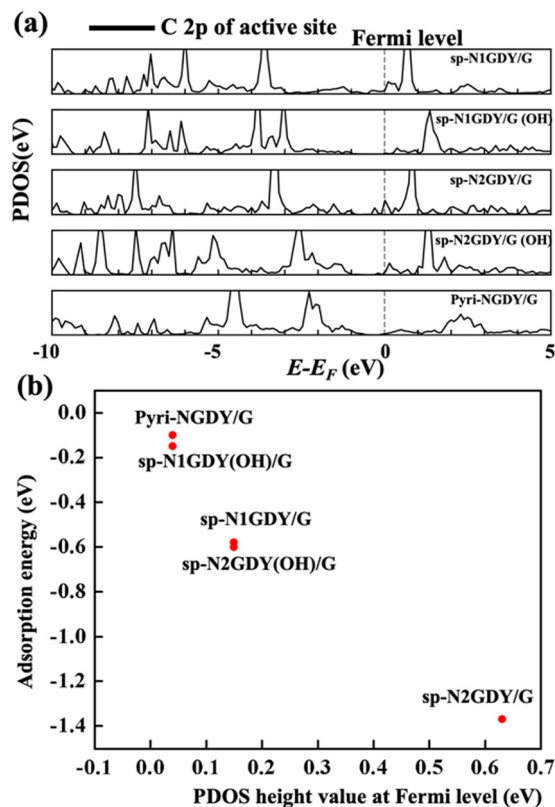 (a)
C 2p of active site
Fermi level
sp-N1GDY/G
sp-N1GDY/G (OH)
sp-N2GDY/G
sp-N2GDY/G (OH)
Pyri-NGDY/G
PDOS(eV)
-10 -5 0 5
E-E_F (eV)
(b)
0.0
-0.2
-0.4
-0.6
-0.8
-1.0
-1.2
-1.4
Adsorption energy (eV)
Pyri-NGDY/G
sp-N1GDY(OH)/G
sp-N1GDY/G
sp-N2GDY(OH)/G
sp-N2GDY/G
-0.1 0.0 0.1 0.2 0.3 0.4 0.5 0.6 0.7
PDOS height value at Fermi level (eV)